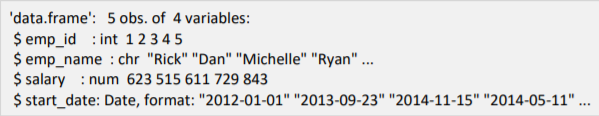 'data.frame': 5 obs. of 4 variables:
$ emp_id : int 1 2 3 4 5
$ emp_name : chr "Rick" "Dan" "Michelle" "Ryan" ...
$ salary : num 623 515 611 729 843
$ start_date: Date, format: "2012-01-01" "2013-09-23" "2014-11-15" "2014-05-11" ...